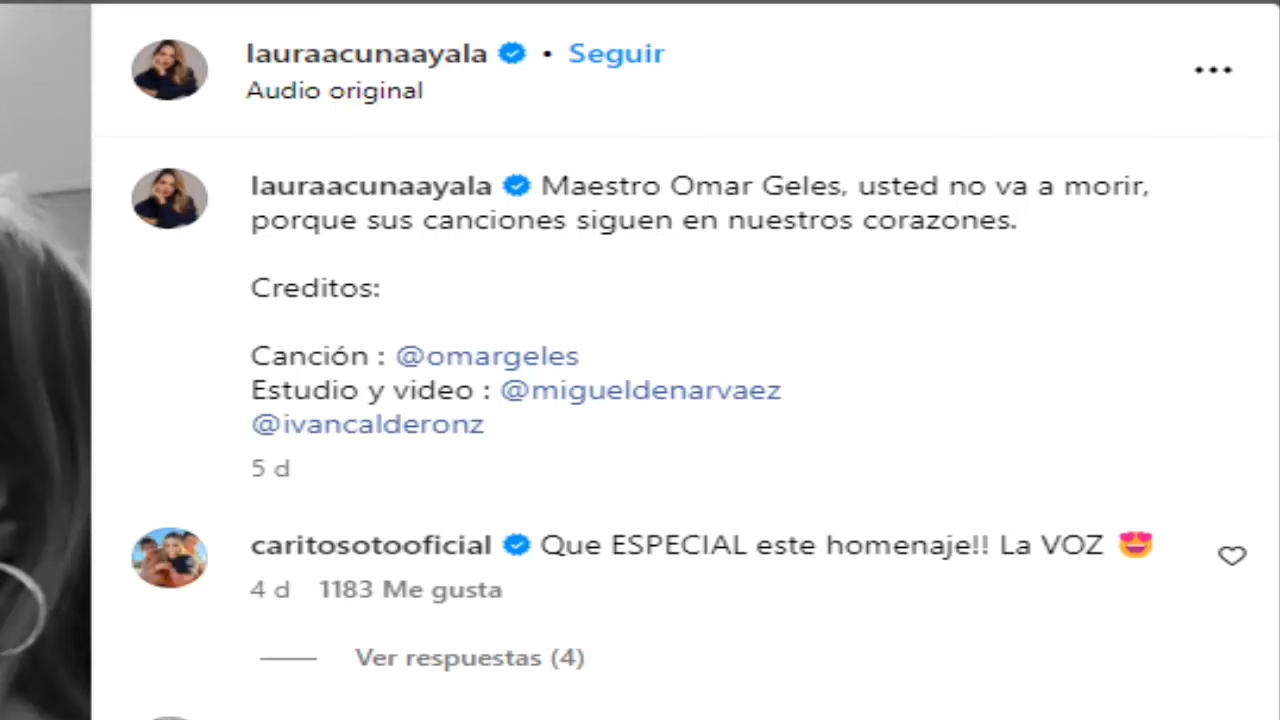 lauraacunaayala • Seguir
Audio original
lauraacunaayala Maestro Omar Geles, usted no va a morir,
porque sus canciones siguen en nuestros corazones.
Creditos:
Canción : @omargeles
Estudio y video : @migueldenarvaez
@ivancalderonz
5 d
caritosotooficial Que ESPECIAL este homenaje!! La VOZ 😍
4 d 1183 Me gusta
Ver respuestas (4)